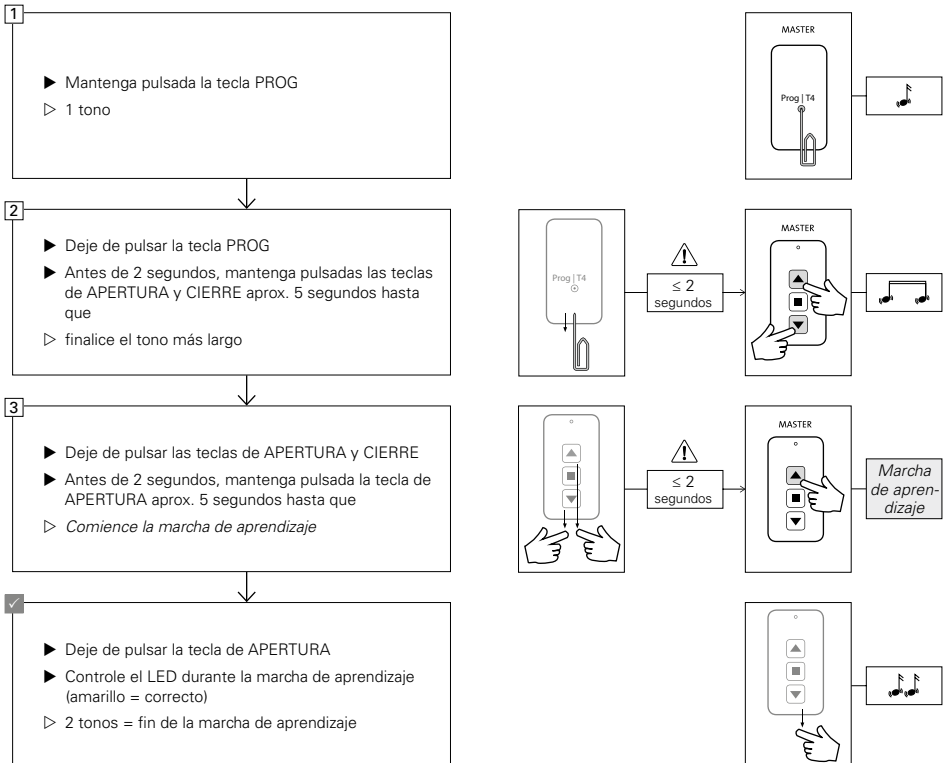 1
▶ Mantenga pulsada la tecla PROG
▷ 1 tono
MASTER
Prog | T4
2
▶ Deje de pulsar la tecla PROG
▶ Antes de 2 segundos, mantenga pulsadas las teclas
de APERTURA y CIERRE aprox. 5 segundos hasta
que
▷ finalice el tono más largo
Prog | T4
≤ 2
segundos
MASTER
3
▶ Deje de pulsar las teclas de APERTURA y CIERRE
▶ Antes de 2 segundos, mantenga pulsada la tecla de
APERTURA aprox. 5 segundos hasta que
▷ Comience la marcha de aprendizaje
≤ 2
segundos
MASTER
Marcha
de apren-
dizaje
▶ Deje de pulsar la tecla de APERTURA
▶ Controle el LED durante la marcha de aprendizaje
(amarillo = correcto)
▷ 2 tonos = fin de la marcha de aprendizaje